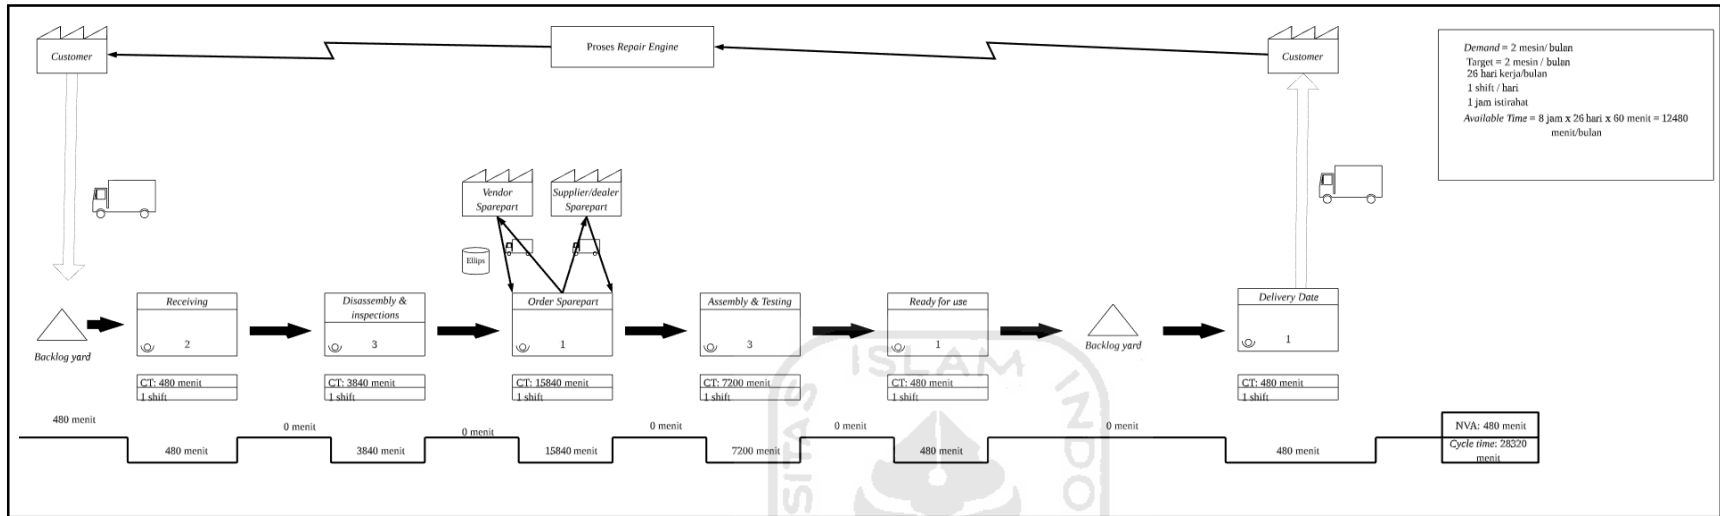 Customer
Proses Repair Engine
Customer
Demand = 2 mesin/ bulan
Target = 2 mesin / bulan
26 hari kerja/bulan
1 shift / hari
1 jam istirahat
Available Time = 8 jam x 26 hari x 60 menit = 12480
menit/bulan
Vendor
Sparepart
Supplier/dealer
Sparepart
Ellips
Backlog yard
Receiving
2
CT: 480 menit
1 shift
Disassembly &
inspections
3
CT: 3840 menit
1 shift
Order Sparepart
1
CT: 15840 menit
1 shift
Assembly & Testing
3
CT: 7200 menit
1 shift
Ready for use
1
CT: 480 menit
1 shift
Backlog yard
Delivery Date
1
CT: 480 menit
1 shift
480 menit
480 menit
0 menit
3840 menit
0 menit
15840 menit
0 menit
7200 menit
0 menit
480 menit
0 menit
480 menit
NVA: 480 menit
Cycle time: 28320
menit
SITAS ISLAM INDO